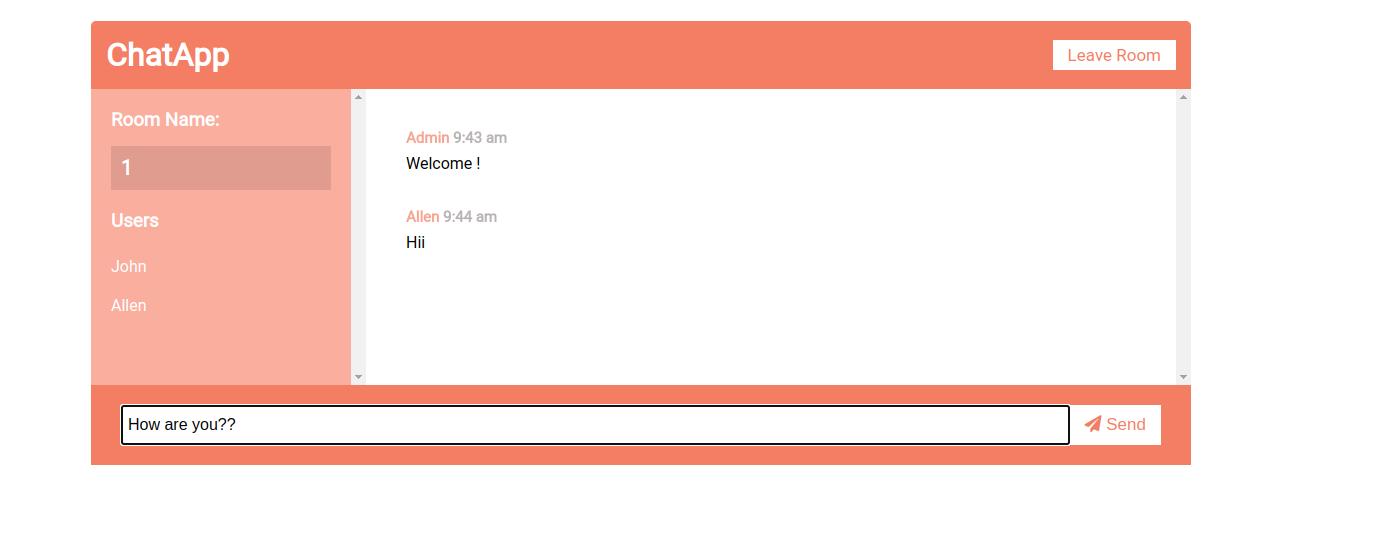 ChatApp
Leave Room
Room Name:
1
Users
John
Allen
Admin 9:43 am
Welcome !
Allen 9:44 am
Hii
How are you??
Send